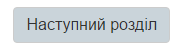 Наступний розділ